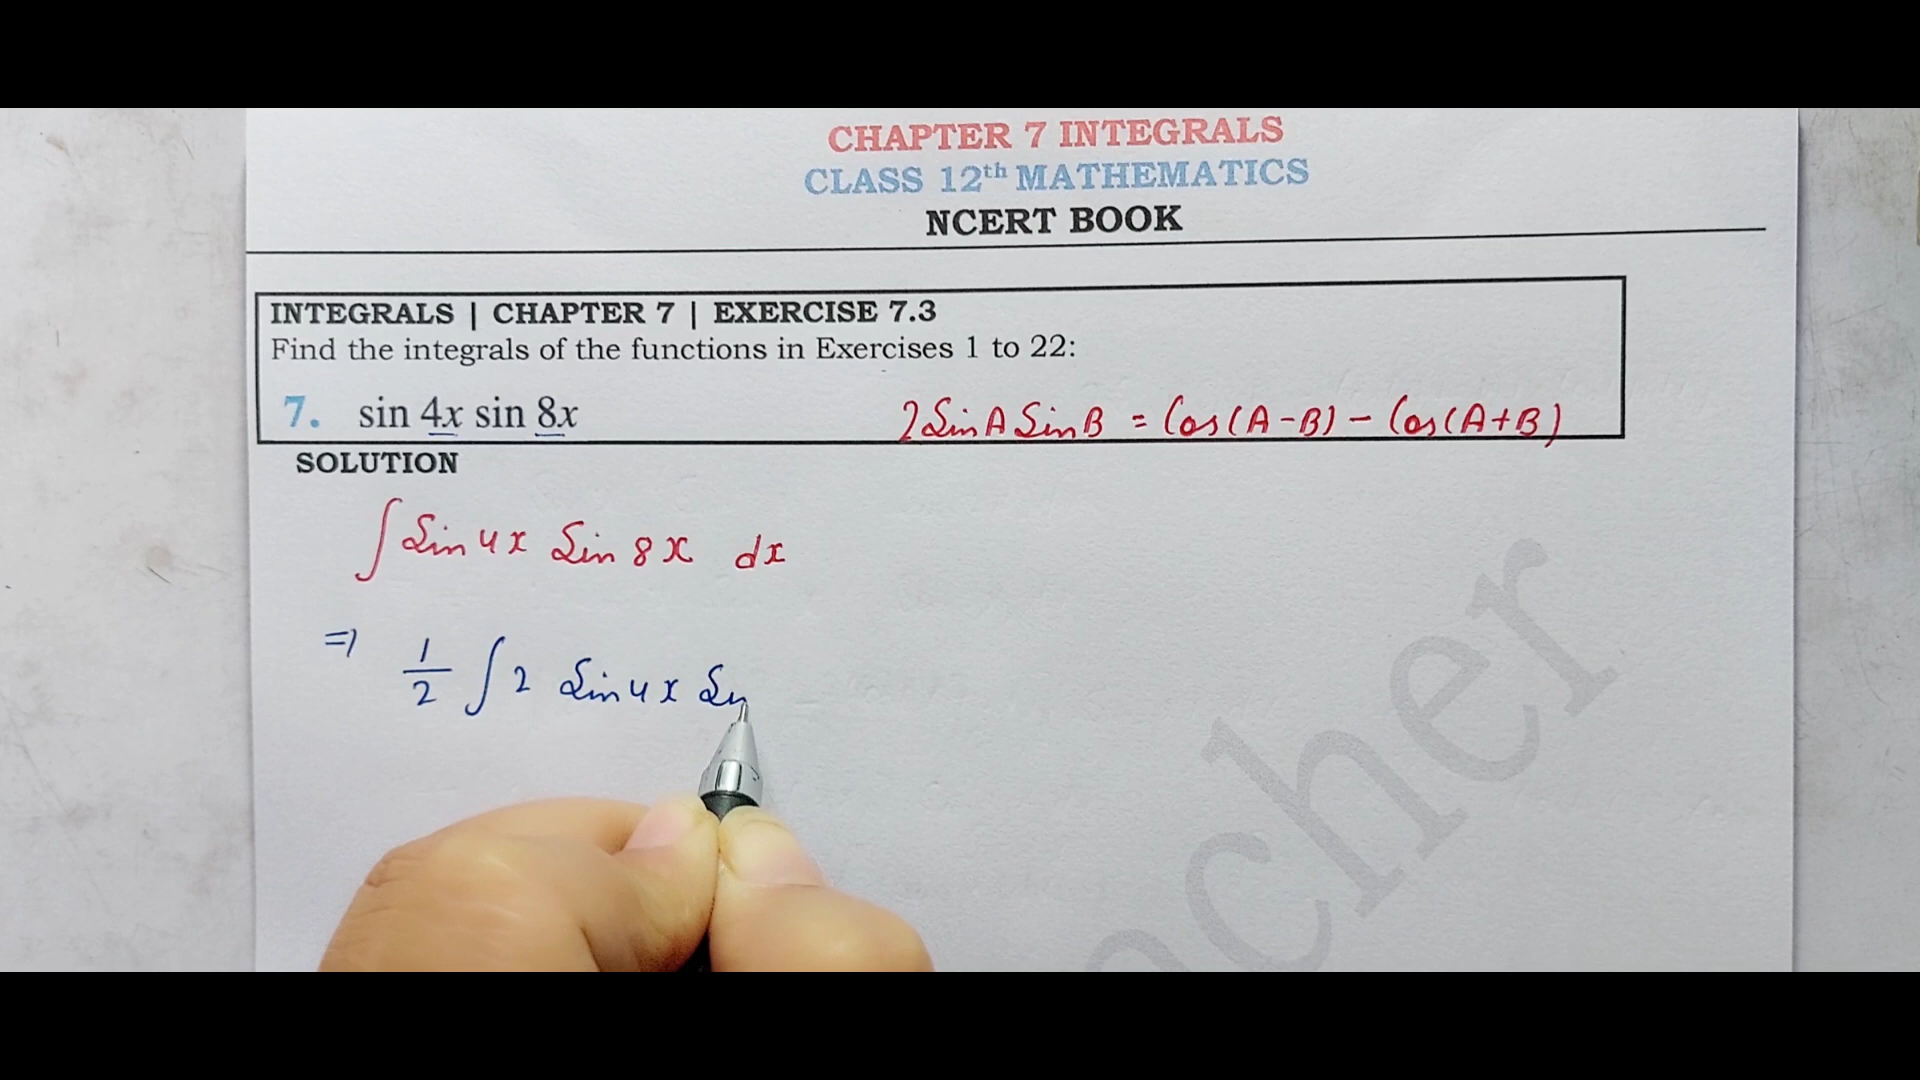 CHAPTER 7 INTEGRALS
CLASS 12th MATHEMATICS
NCERT BOOK
INTEGRALS | CHAPTER 7 | EXERCISE 7.3
Find the integrals of the functions in Exercises 1 to 22:
7. sin 4x sin 8x 2SinA SinB = Cos(A-B) - Cos(A+B)
SOLUTION
∫ Sin 4x Sin 8x dx
⇒ 1/2 ∫ 2 Sin 4x